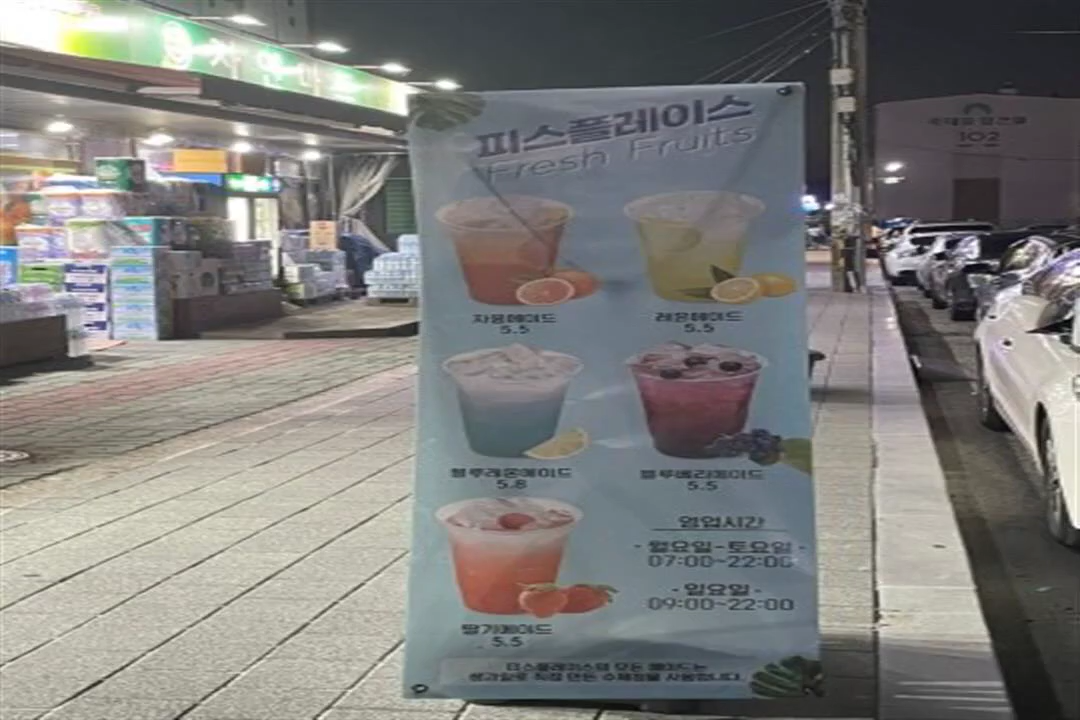 피스플레이스
Fresh Fruits
자몽에이드
5.5
레몬에이드
5.5
블루레몬에이드
5.8
블루베리에이드
5.5
딸기에이드
5.5
영업시간
- 월요일-토요일 -
07:00~22:00
- 일요일 -
09:00~22:00
피스플레이스의 모든 에이드는
생과일로 직접 만든 수제청을 사용합니다.
102